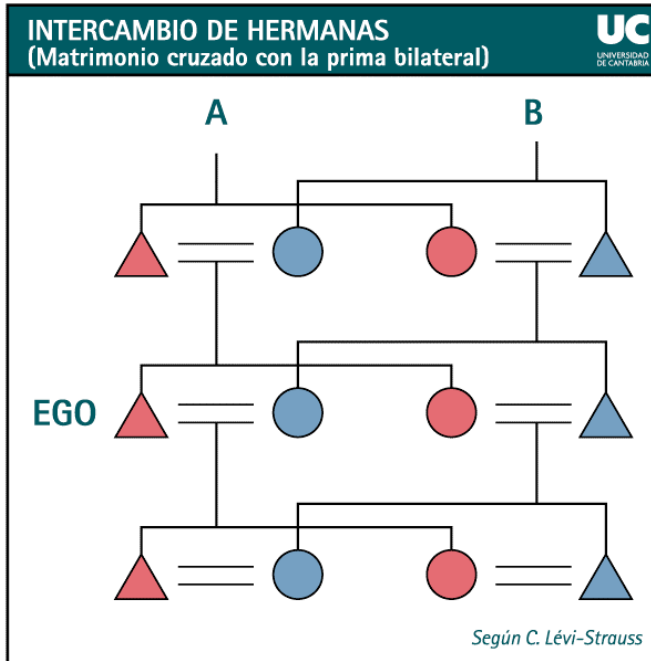 INTERCAMBIO DE HERMANAS
(Matrimonio cruzado con la prima bilateral)
UC
UNIVERSIDAD
DE CANTABRIA
A
B
EGO
Según C. Lévi-Strauss